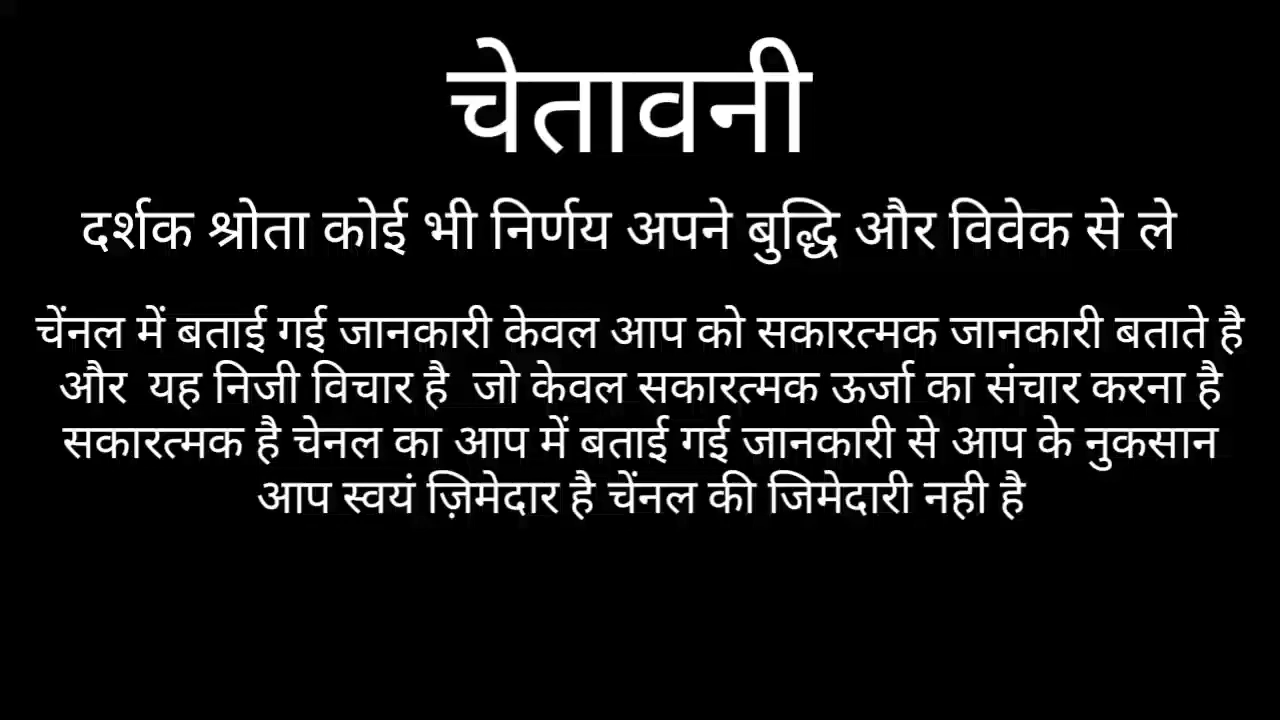 चेतावनी
दर्शक श्रोता कोई भी निर्णय अपने बुद्धि और विवेक से ले
चेंनल में बताई गई जानकारी केवल आप को सकारत्मक जानकारी बताते है
और यह निजी विचार है जो केवल सकारत्मक ऊर्जा का संचार करना है
सकारत्मक है चेनल का आप में बताई गई जानकारी से आप के नुकसान
आप स्वयं ज़िमेदार है चेंनल की जिमेदारी नही है